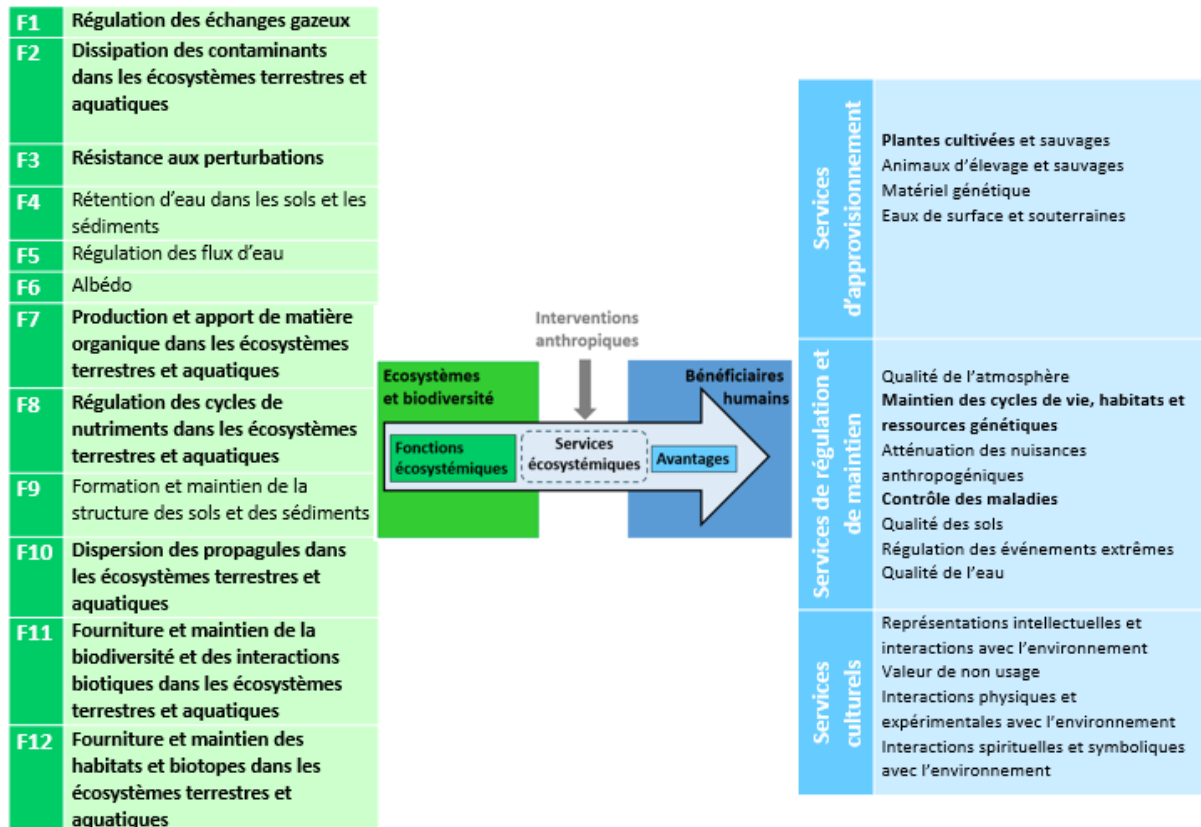 F1 Régulation des échanges gazeux
F2 Dissipation des contaminants
dans les écosystèmes terrestres et
aquatiques
F3 Résistance aux perturbations
F4 Rétention d'eau dans les sols et les
sédiments
F5 Régulation des flux d'eau
F6 Albédo
F7 Production et apport de matière
organique dans les écosystèmes
terrestres et aquatiques
F8 Régulation des cycles de
nutriments dans les écosystèmes
terrestres et aquatiques
F9 Formation et maintien de la
structure des sols et des sédiments
F10 Dispersion des propagules dans
les écosystèmes terrestres et
aquatiques
F11 Fourniture et maintien de la
biodiversité et des interactions
biotiques dans les écosystèmes
terrestres et aquatiques
F12 Fourniture et maintien des
habitats et biotopes dans les
écosystèmes terrestres et
aquatiques
Interventions
anthropiques
Ecosystèmes
et biodiversité
Bénéficiaires
humains
Fonctions
écosystémiques
Services
écosystémiques
Avantages
Services
d'approvisionnement
Plantes cultivées et sauvages
Animaux d'élevage et sauvages
Matériel génétique
Eaux de surface et souterraines
Services de régulation et
de maintien
Qualité de l'atmosphère
Maintien des cycles de vie, habitats et
ressources génétiques
Atténuation des nuisances
anthropogéniques
Contrôle des maladies
Qualité des sols
Régulation des événements extrêmes
Qualité de l'eau
Services
culturels
Représentations intellectuelles et
interactions avec l'environnement
Valeur de non usage
Interactions physiques et
expérimentales avec l'environnement
Interactions spirituelles et symboliques
avec l'environnement